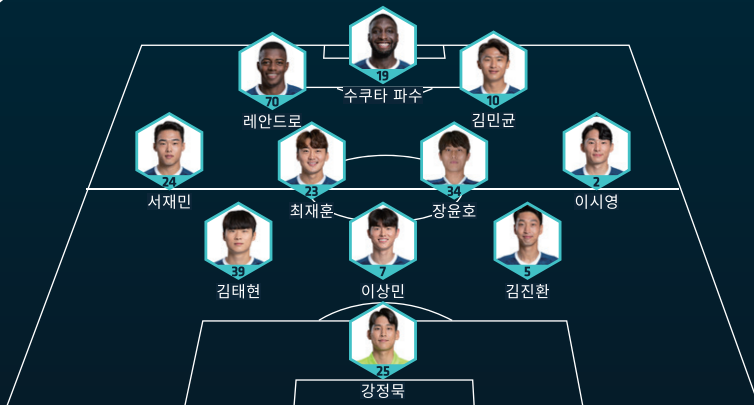 19
수쿠타 파수
70
레안드로
10
김민균
24
서재민
23
최재훈
34
장윤호
2
이시영
39
김태현
7
이상민
5
김진환
25
강정묵